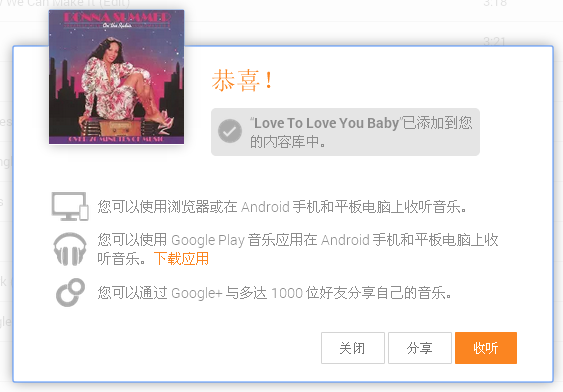 We Can Make It (Edit)
3:18
3:21
DONNA SUMMER
On the Radio
OVER 70 MINUTES OF MUSIC
恭喜！
“Love To Love You Baby”已添加到您
的内容库中。
您可以使用浏览器或在 Android 手机和平板电脑上收听音乐。
您可以使用 Google Play 音乐应用在 Android 手机和平板电脑上收
听音乐。下载应用
您可以通过 Google+ 与多达 1000 位好友分享自己的音乐。
关闭
分享
收听